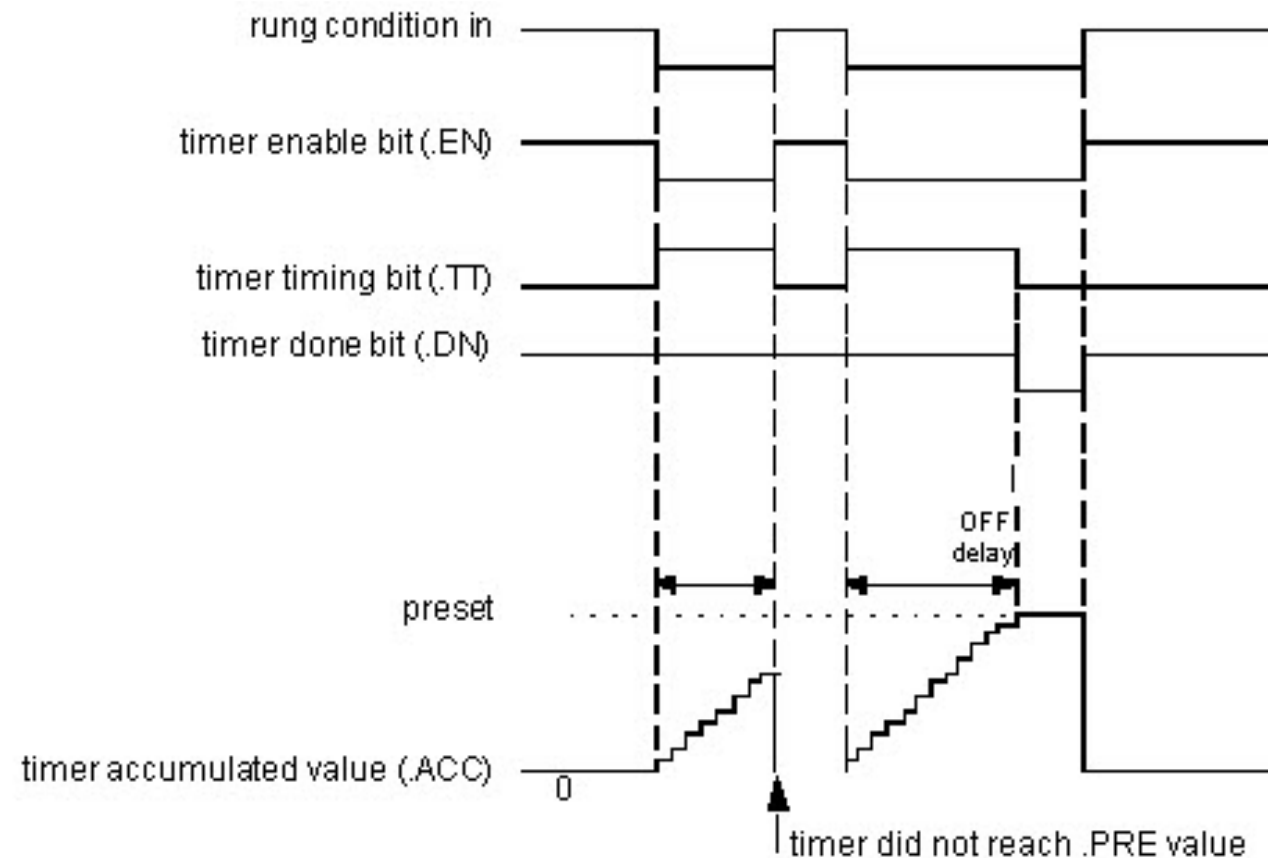 rung condition in
timer enable bit (.EN)
timer timing bit (.TT)
timer done bit (.DN)
OFF
delay
preset
timer accumulated value (.ACC)
0
timer did not reach .PRE value